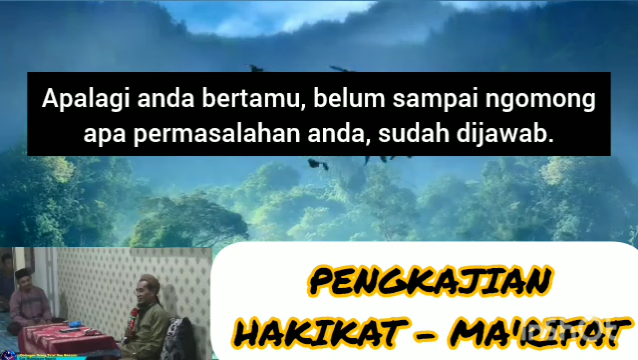 Apalagi anda bertamu, belum sampai ngomong
apa permasalahan anda, sudah dijawab.
PENGKAJIAN
HAKIKAT - MA'RIFAT